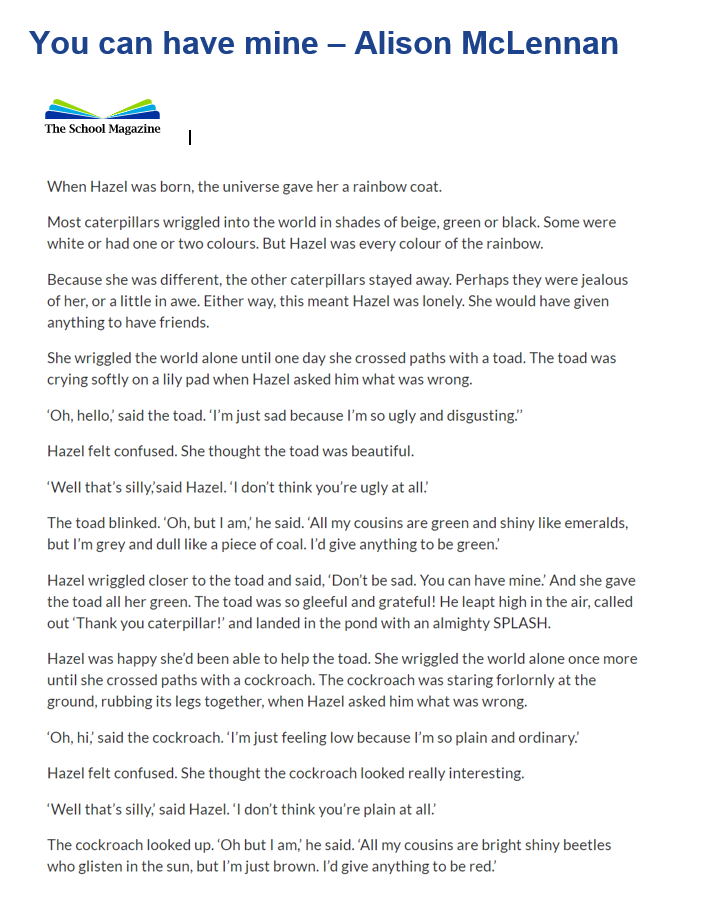 You can have mine – Alison McLennan
The School Magazine
When Hazel was born, the universe gave her a rainbow coat.
Most caterpillars wriggled into the world in shades of beige, green or black. Some were
white or had one or two colours. But Hazel was every colour of the rainbow.
Because she was different, the other caterpillars stayed away. Perhaps they were jealous
of her, or a little in awe. Either way, this meant Hazel was lonely. She would have given
anything to have friends.
She wriggled the world alone until one day she crossed paths with a toad. The toad was
crying softly on a lily pad when Hazel asked him what was wrong.
‘Oh, hello,’ said the toad. ‘I’m just sad because I’m so ugly and disgusting.’’
Hazel felt confused. She thought the toad was beautiful.
‘Well that’s silly,’said Hazel. ‘I don’t think you’re ugly at all.’
The toad blinked. ‘Oh, but I am,’ he said. ‘All my cousins are green and shiny like emeralds,
but I’m grey and dull like a piece of coal. I’d give anything to be green.’
Hazel wriggled closer to the toad and said, ‘Don’t be sad. You can have mine.’ And she gave
the toad all her green. The toad was so gleeful and grateful! He leapt high in the air, called
out ‘Thank you caterpillar!’ and landed in the pond with an almighty SPLASH.
Hazel was happy she’d been able to help the toad. She wriggled the world alone once more
until she crossed paths with a cockroach. The cockroach was staring forlornly at the
ground, rubbing its legs together, when Hazel asked him what was wrong.
‘Oh, hi,’ said the cockroach. ‘I’m just feeling low because I’m so plain and ordinary.’
Hazel felt confused. She thought the cockroach looked really interesting.
‘Well that’s silly,’ said Hazel. ‘I don’t think you’re plain at all.’
The cockroach looked up. ‘Oh but I am,’ he said. ‘All my cousins are bright shiny beetles
who glisten in the sun, but I’m just brown. I’d give anything to be red.’